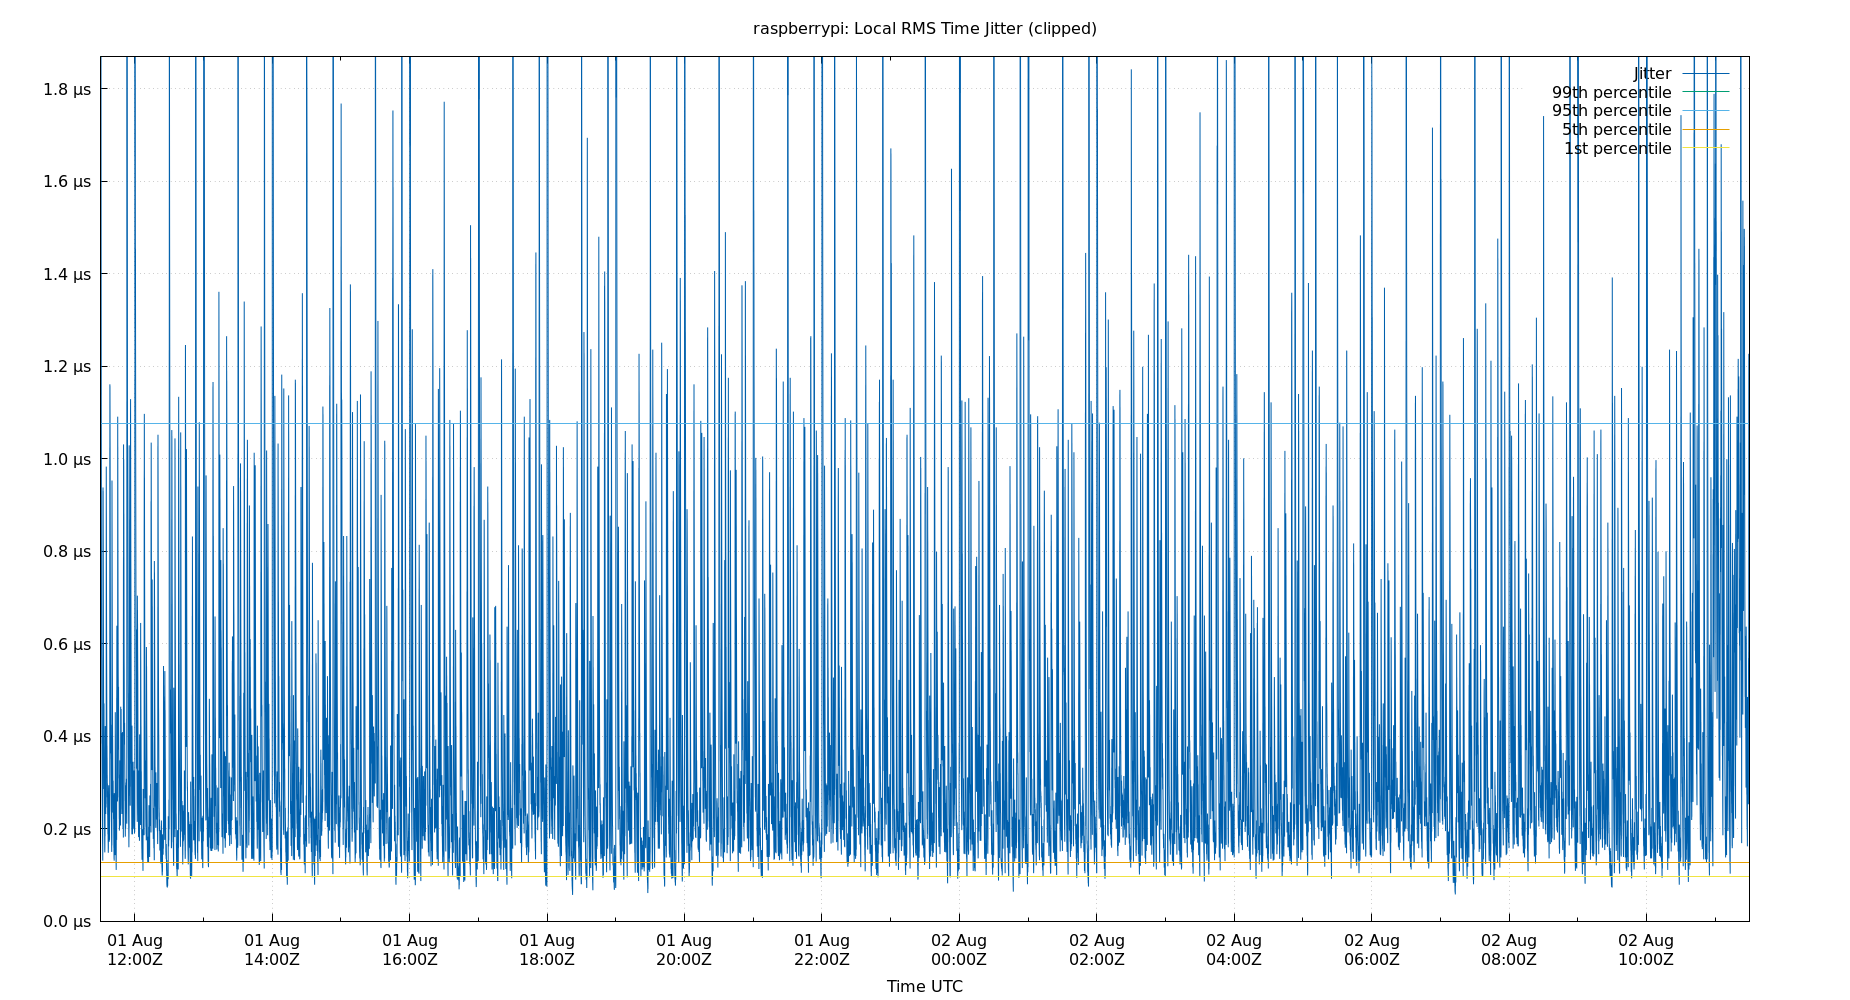 raspberrypi: Local RMS Time Jitter (clipped)
Jitter
99th percentile
95th percentile
5th percentile
1st percentile
1.8 µs
1.6 µs
1.4 µs
1.2 µs
1.0 µs
0.8 µs
0.6 µs
0.4 µs
0.2 µs
0.0 µs
01 Aug 01 Aug 01 Aug 01 Aug 01 Aug 01 Aug 02 Aug 02 Aug 02 Aug 02 Aug 02 Aug 02 Aug
12:00Z 14:00Z 16:00Z 18:00Z 20:00Z 22:00Z 00:00Z 02:00Z 04:00Z 06:00Z 08:00Z 10:00Z
Time UTC